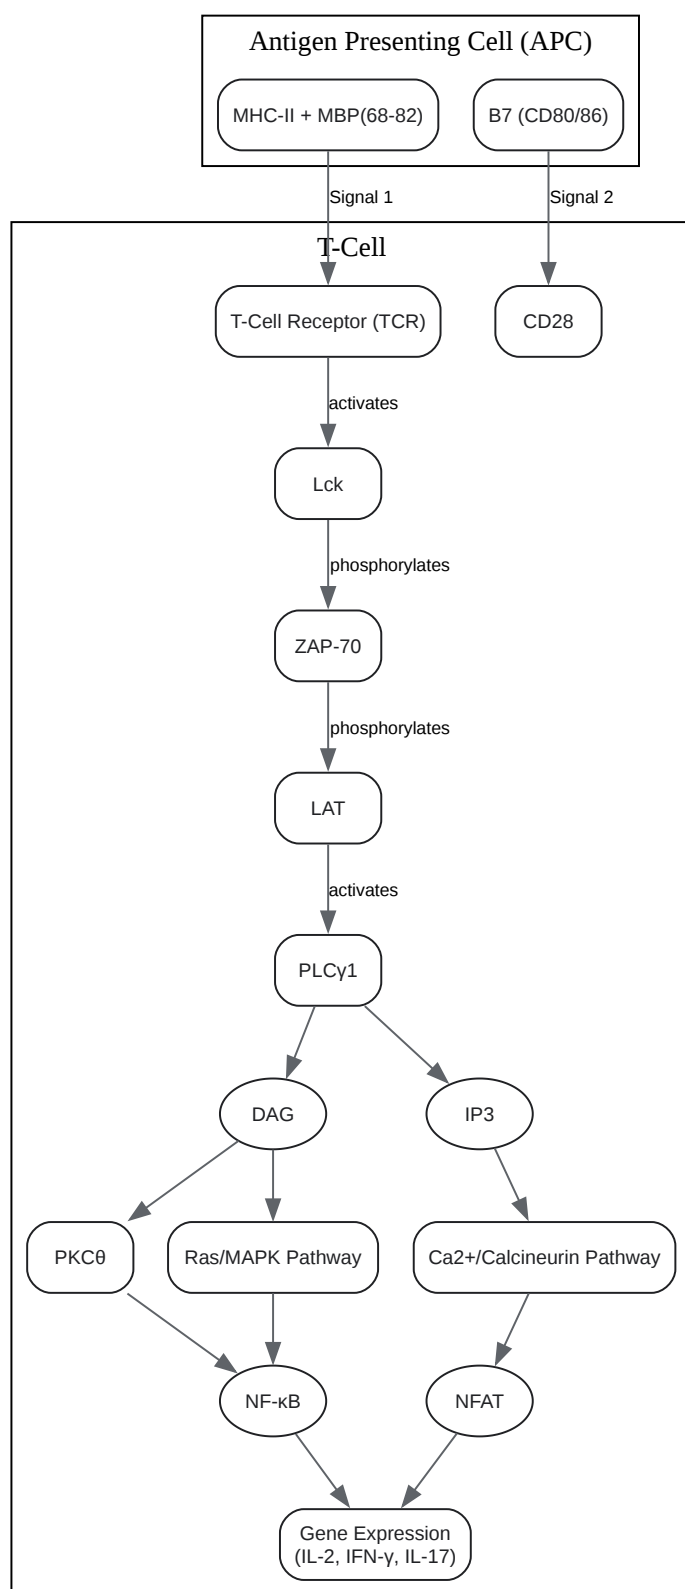 Antigen Presenting Cell (APC)
MHC-II + MBP(68-82)
B7 (CD80/86)
Signal 1
Signal 2
T-Cell
T-Cell Receptor (TCR)
CD28
activates
Lck
phosphorylates
ZAP-70
phosphorylates
LAT
activates
PLCγ1
DAG
IP3
PKCθ
Ras/MAPK Pathway
Ca2+/Calcineurin Pathway
NF-κB
NFAT
Gene Expression
(IL-2, IFN-γ, IL-17)